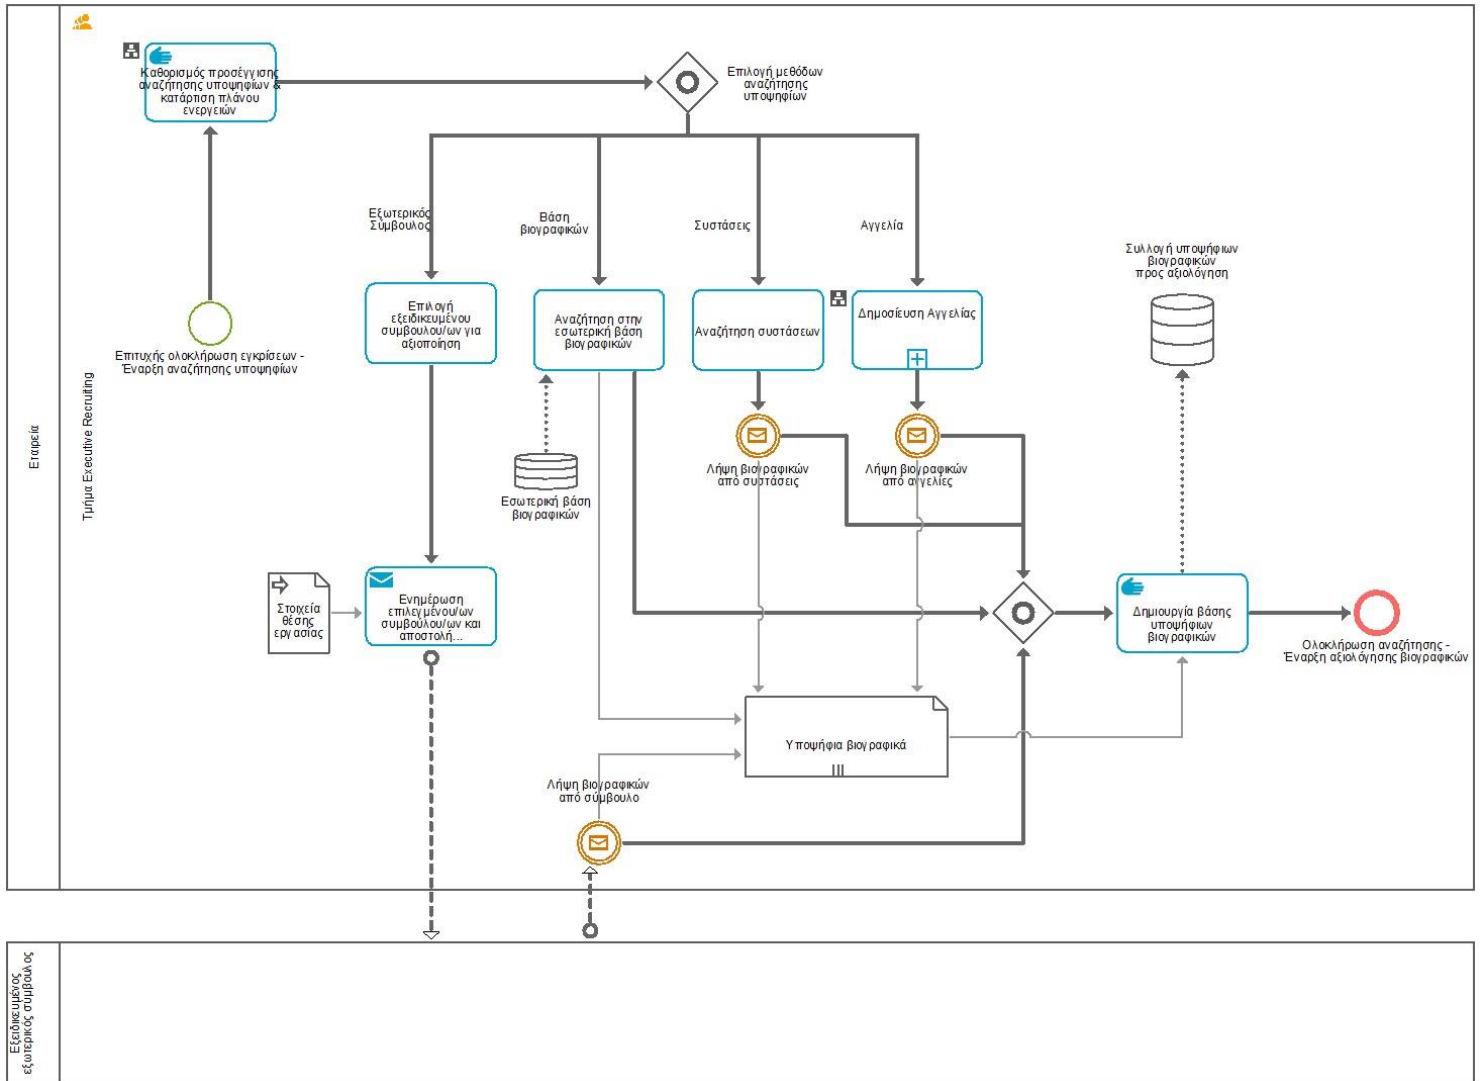 Εταιρεία
Τμήμα Executive Recruiting
Καθορισμός προσέγγισης
αναζήτησης υποψηφίων &
κατάρτιση πλάνου
ενεργειών
Επιλογή μεθόδων
αναζήτησης
υποψηφίων
Εξωτερικός
Σύμβουλος
Βάση
βιογραφικών
Συστάσεις
Αγγελία
Συλλογή υποψήφιων
βιογραφικών
προς αξιολόγηση
Επιτυχής ολοκλήρωση εγκρίσεων -
Έναρξη αναζήτησης υποψηφίων
Επιλογή
εξειδικευμένου
συμβουλου/ων για
αξιοποίηση
Αναζήτηση στην
εσωτερική βάση
βιογραφικών
Αναζήτηση συστάσεων
Δημοσίευση Αγγελίας
Λήψη βιογραφικών
από συστάσεις
Λήψη βιογραφικών
από αγγελίες
Εσωτερική βάση
βιογραφικών
Στοιχεία
θέσης
εργασίας
Ενημέρωση
επιλεγμένου/ων
συμβούλου/ων και
αποστολή...
Δημιουργία βάσης
υποψήφιων
βιογραφικών
Ολοκλήρωση αναζήτησης -
Έναρξη αξιολόγησης βιογραφικών
Υποψήφια βιογραφικά
Λήψη βιογραφικών
από σύμβουλο
Εξειδικευμένος
εξωτερικός σύμβουλος